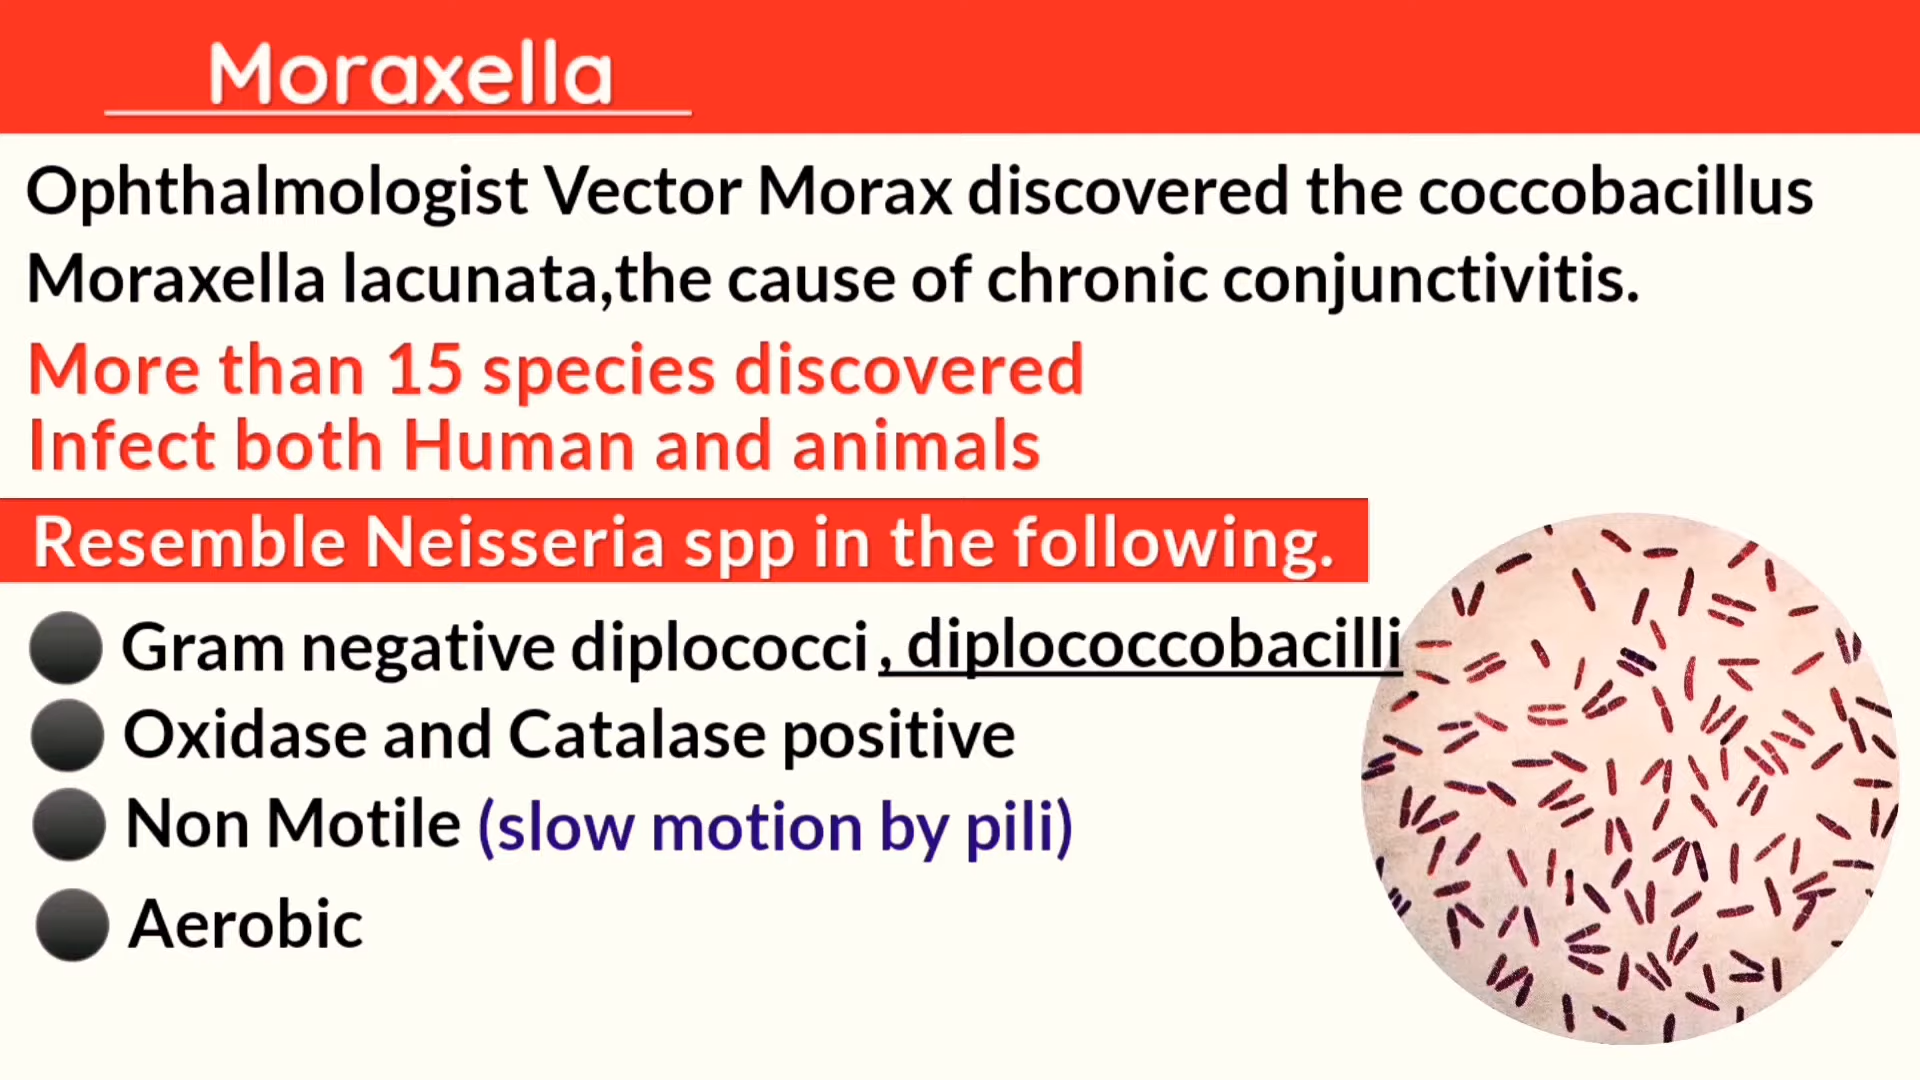 Moraxella
Ophthalmologist Vector Morax discovered the coccobacillus
Moraxella lacunata,the cause of chronic conjunctivitis.
More than 15 species discovered
Infect both Human and animals
Resemble Neisseria spp in the following.
Gram negative diplococci , diplococcobacilli
Oxidase and Catalase positive
Non Motile (slow motion by pili)
Aerobic